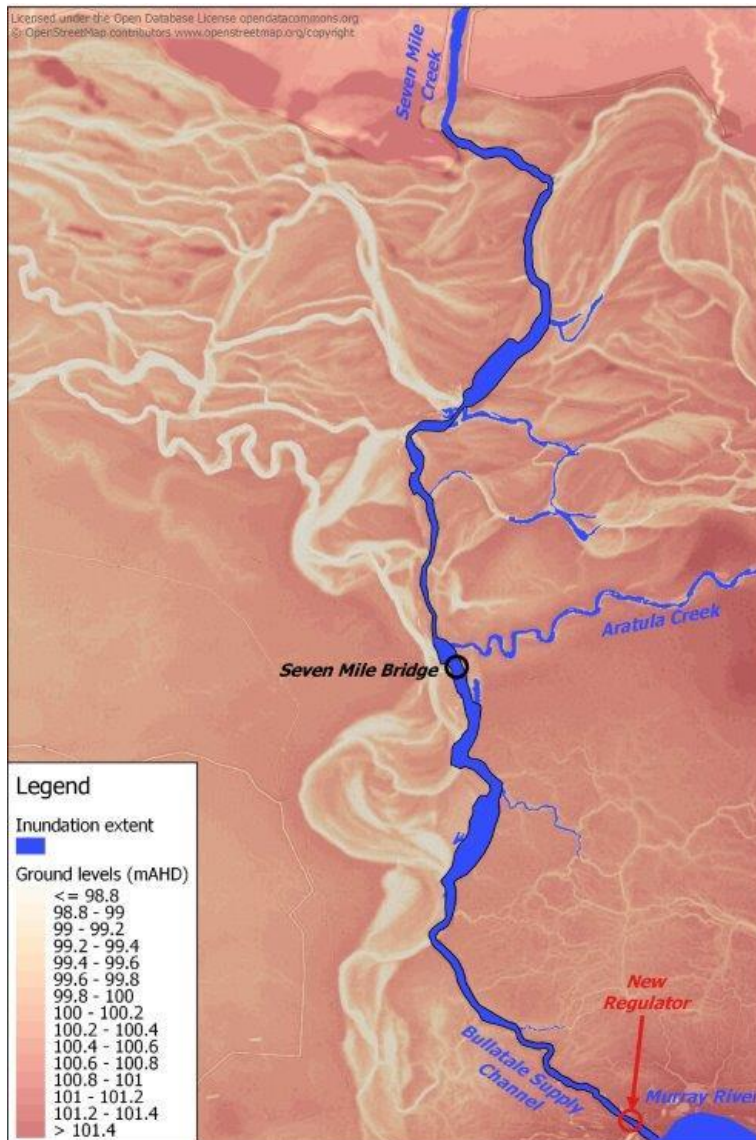 Licensed under the Open Database License opendatacommons.org
© OpenStreetMap contributors www.openstreetmap.org/copyright
Seven Mile
Creek
Aratula Creek
Seven Mile Bridge
Legend
Inundation extent
Ground levels (mAHD)
<= 98.8
98.8 - 99
99 - 99.2
99.2 - 99.4
99.4 - 99.6
99.6 - 99.8
99.8 - 100
100 - 100.2
100.2 - 100.4
100.4 - 100.6
100.6 - 100.8
100.8 - 101
101 - 101.2
101.2 - 101.4
> 101.4
New
Regulator
Bullatale Supply
Channel
Murray River